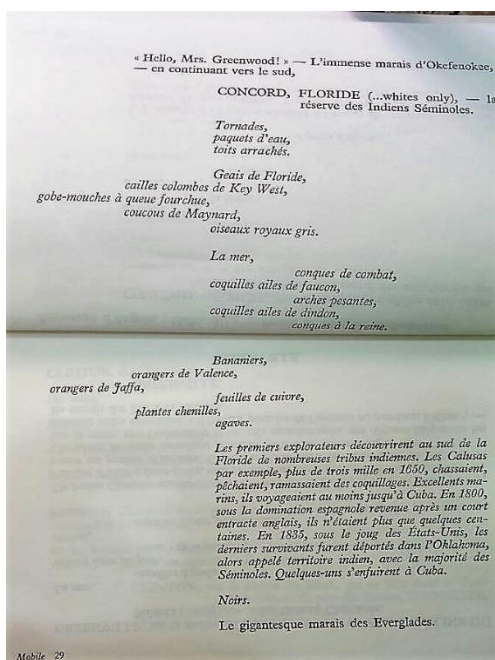 « Hello, Mrs. Greenwood! » — L'immense marais d'Okefenokee,
— en continuant vers le sud,
CONCORD, FLORIDE (...whites only), — la
réserve des Indiens Séminoles.
Tornades,
paquets d'eau,
toits arrachés.
Geais de Floride,
cailles colombes de Key West,
gobe-mouches à queue fourchue,
coucous de Maynard,
oiseaux royaux gris.
La mer,
conques de combat,
coquilles ailes de faucon,
arches pesantes,
coquilles ailes de dindon,
conques à la reine.
Bananiers,
orangers de Valence,
orangers de Jaffa,
feuilles de cuivre,
plantes chenilles,
agaves.
Les premiers explorateurs découvrirent au sud de la
Floride de nombreuses tribus indiennes. Les Calusas
par exemple, plus de trois mille en 1650, chassaient,
pêchaient, ramassaient des coquillages. Excellents ma-
rins, ils voyageaient au moins jusqu'à Cuba. En 1800,
sous la domination espagnole revenue après un court
entracte anglais, ils n'étaient plus que quelques cen-
taines. En 1835, sous le joug des États-Unis, les
derniers survivants furent déportés dans l'Oklahoma,
alors appelé territoire indien, avec la majorité des
Séminoles. Quelques-uns s'enfuirent à Cuba.
Noirs.
Le gigantesque marais des Everglades.
Mobile 29